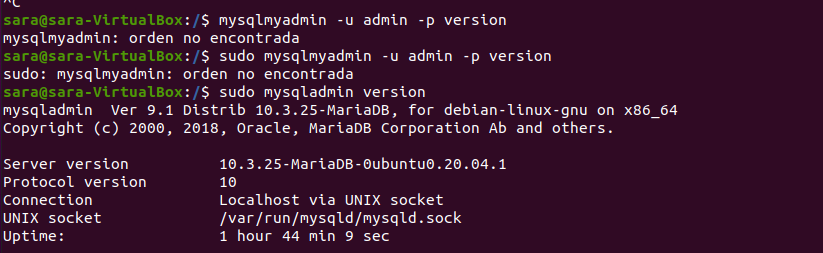 ^C
sara@sara-VirtualBox:/$ mysqlmyadmin -u admin -p version
mysqlmyadmin: orden no encontrada
sara@sara-VirtualBox:/$ sudo mysqlmyadmin -u admin -p version
sudo: mysqlmyadmin: orden no encontrada
sara@sara-VirtualBox:/$ sudo mysqladmin version
mysqladmin  Ver 9.1 Distrib 10.3.25-MariaDB, for debian-linux-gnu on x86_64
Copyright (c) 2000, 2018, Oracle, MariaDB Corporation Ab and others.

Server version          10.3.25-MariaDB-0ubuntu0.20.04.1
Protocol version        10
Connection              Localhost via UNIX socket
UNIX socket             /var/run/mysqld/mysqld.sock
Uptime:                 1 hour 44 min 9 sec